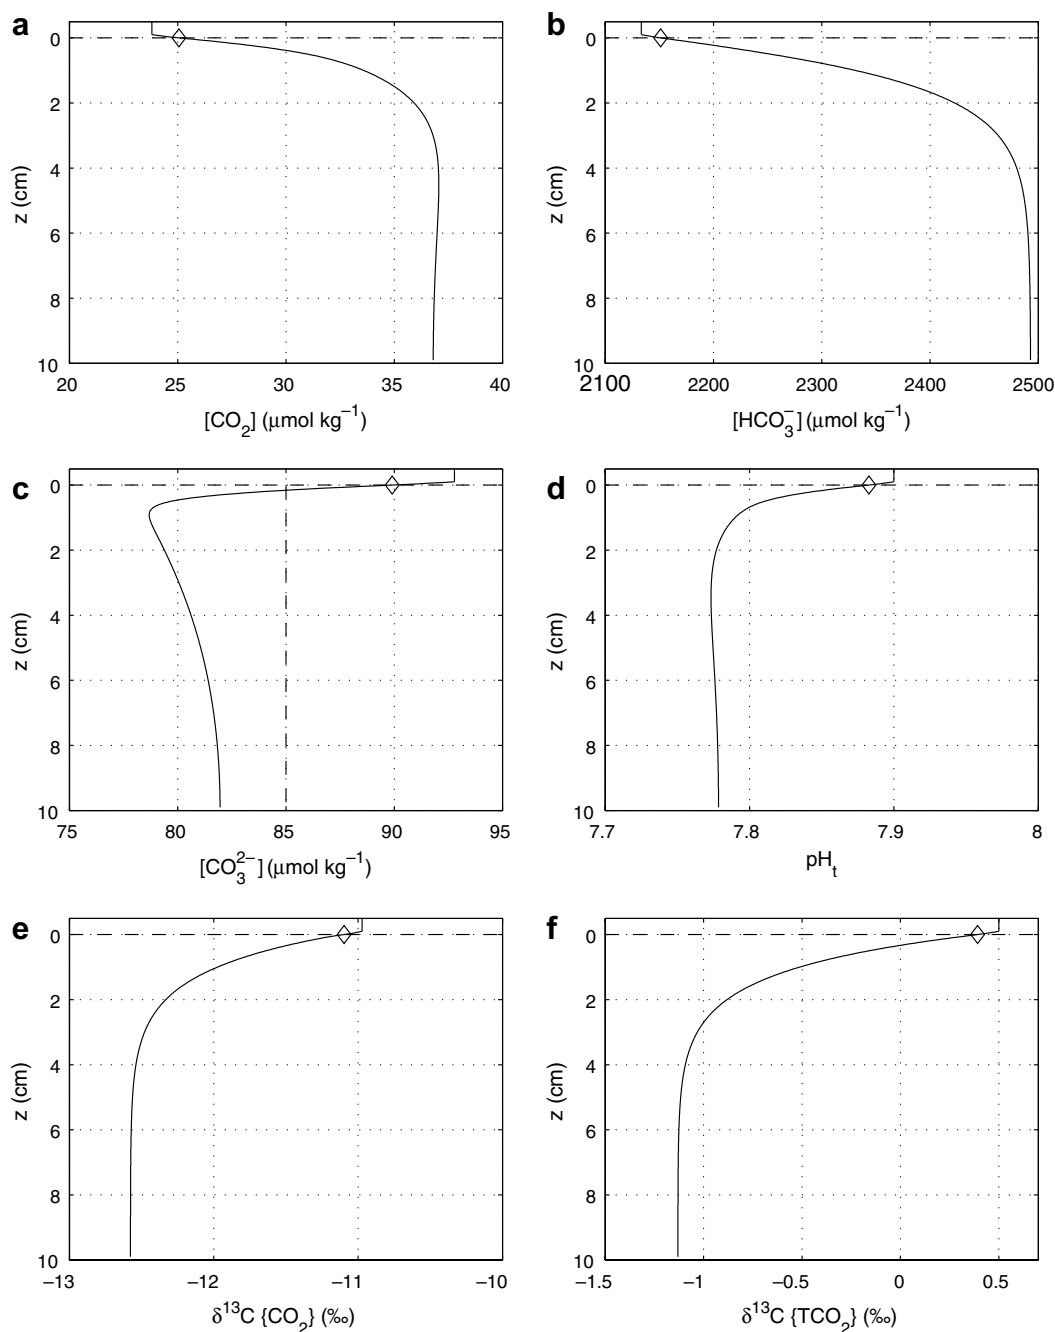 a
b
0
2
4
6
8
10
z (cm)
20 25 30 35 40
[CO₂] (μmol kg⁻¹)
0
2
4
6
8
10
z (cm)
2100 2200 2300 2400 2500
[HCO₃⁻] (μmol kg⁻¹)
c
d
0
2
4
6
8
10
z (cm)
75 80 85 90 95
[CO₃²⁻] (μmol kg⁻¹)
0
2
4
6
8
10
z (cm)
7.7 7.8 7.9 8
pHₜ
e
f
0
2
4
6
8
10
z (cm)
−13 −12 −11 −10
δ¹³C {CO₂} (‰)
0
2
4
6
8
10
z (cm)
−1.5 −1 −0.5 0 0.5
δ¹³C {TCO₂} (‰)